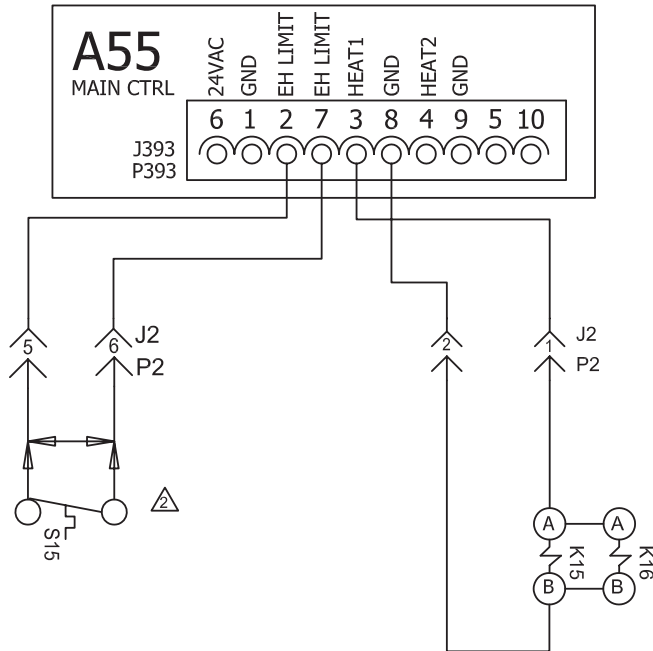 A55
MAIN CTRL
24VAC
GND
EH LIMIT
EH LIMIT
HEAT1
GND
HEAT2
GND
6 1 2 7 3 8 4 9 5 10
J393
P393
5
6
J2
P2
2
1
J2
P2
2
S15
A
A
K15
K16
B
B